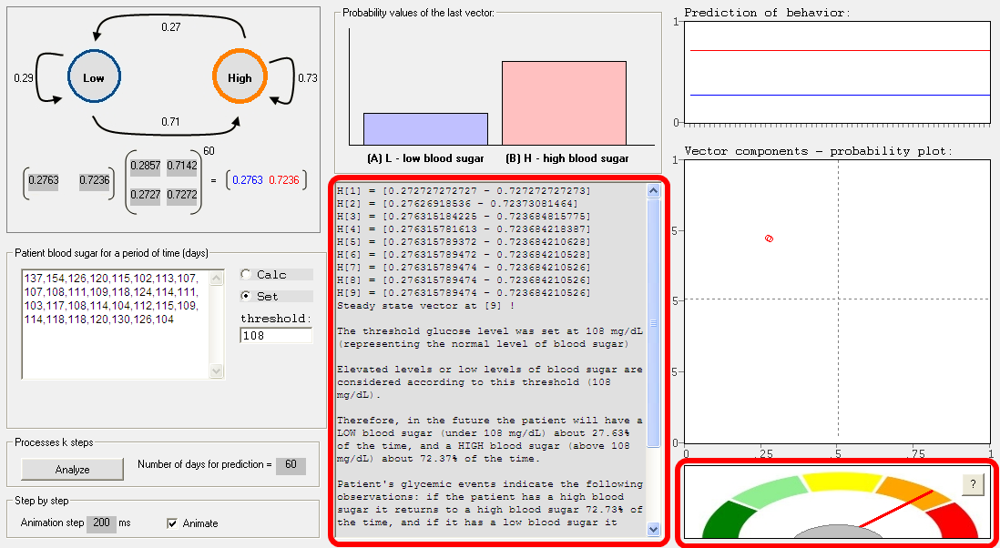 0.27
0.29
Low
High
0.73
0.71
60
0.2763 0.7236 0.2857 0.7142 = 0.2763 0.7236
0.2727 0.7272
Patient blood sugar for a period of time (days)
137,154,126,120,115,102,113,107,
107,108,111,109,118,124,114,111,
103,117,108,114,104,112,115,109,
114,118,118,120,130,126,104
Calc
Set
threshold:
108
Processes k steps
Analyze
Number of days for prediction = 60
Step by step
Animation step 200 ms
Animate
Probability values of the last vector:
(A) L - low blood sugar
(B) H - high blood sugar
H[1] = [0.272727272727 - 0.727272727273]
H[2] = [0.27626918536 - 0.72373081464]
H[3] = [0.276315184225 - 0.723684815775]
H[4] = [0.276315781613 - 0.723684218387]
H[5] = [0.276315789372 - 0.723684210628]
H[6] = [0.276315789472 - 0.723684210528]
H[7] = [0.276315789474 - 0.723684210526]
H[8] = [0.276315789474 - 0.723684210526]
H[9] = [0.276315789474 - 0.723684210526]
Steady state vector at [9] !
The threshold glucose level was set at 108 mg/dL
(representing the normal level of blood sugar)
Elevated levels or low levels of blood sugar are
considered according to this threshold (108
mg/dL).
Therefore, in the future the patient will have a
LOW blood sugar (under 108 mg/dL) about 27.63%
of the time, and a HIGH blood sugar (above 108
mg/dL) about 72.37% of the time.
Patient's glycemic events indicate the following
observations: if the patient has a high blood
sugar it returns to a high blood sugar 72.73% of
the time, and if it has a low blood sugar it
Prediction of behavior:
1
0
Vector components - probability plot:
1
5
5
5
0
0 .25 .5 .75 1
?